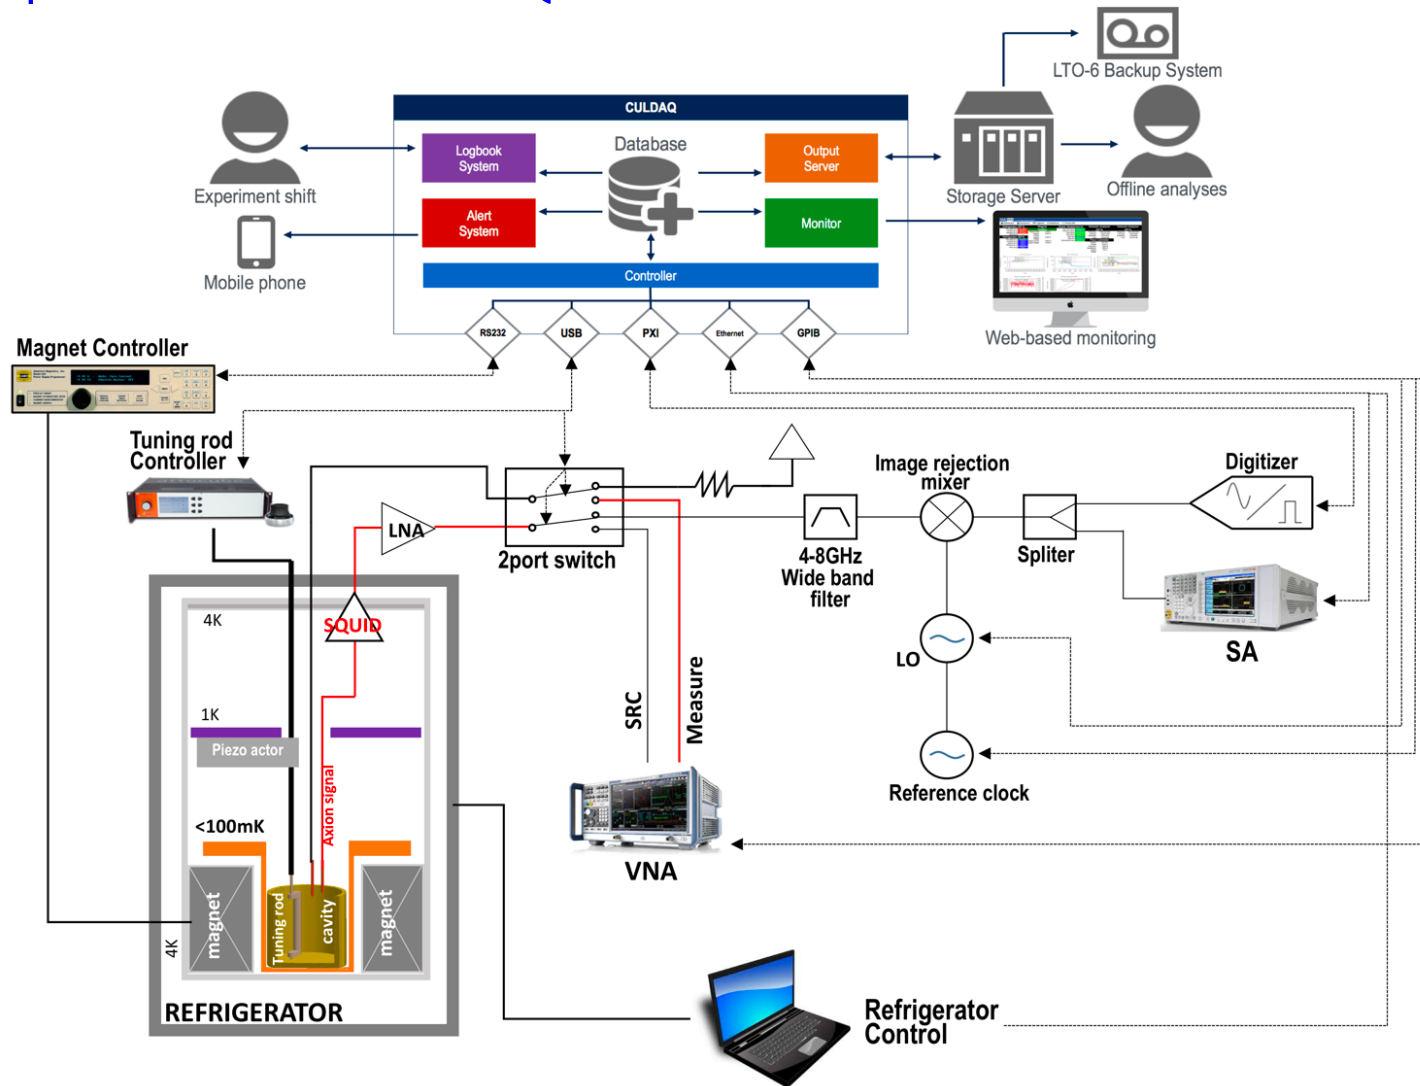 LTO-6 Backup System
CULDAQ
Logbook
System
Database
Output
Server
Experiment shift
Storage Server
Offline analyses
Alert
System
Monitor
Mobile phone
Controller
RS232
USB
PXI
Ethernet
GPIB
Web-based monitoring
Magnet Controller
Tuning rod
Controller
Image rejection
mixer
Digitizer
LNA
2port switch
4-8GHz
Wide band
filter
Spliter
4K
SQUID
LO
SA
SRC
Measure
1K
Piezo actor
Axion signal
Reference clock
<100mK
VNA
magnet
Tuning rod
cavity
magnet
4K
REFRIGERATOR
Refrigerator
Control